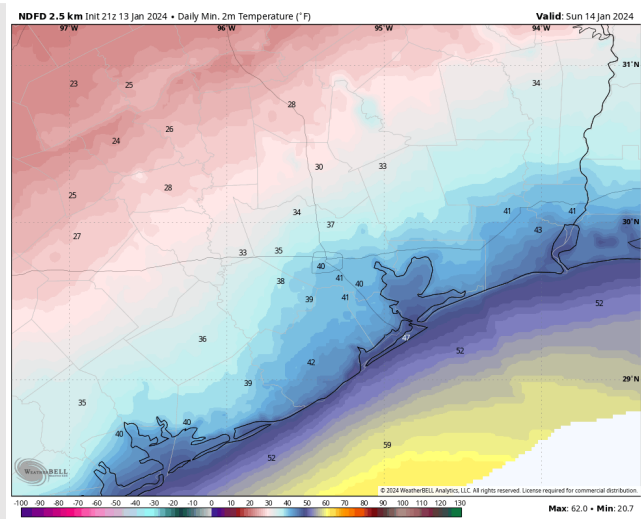 NDFD 2.5 km Init 21z 13 Jan 2024 • Daily Min. 2m Temperature (°F) Valid: Sun 14 Jan 2024
97°W 96°W 95°W 94°W
31°N
23 25 34
28
26
24
30 33
28
25
34 41 41
37 30°N
27 43
33 35
40
41
38 40
39 41
52
36 47
52
42
29°N
39
35
40
40
59
52
WeatherBELL
© 2024 WeatherBELL Analytics, LLC. All rights reserved. License required for commercial distribution.
-100 -90 -80 -70 -60 -50 -40 -30 -20 -10 0 10 20 30 40 50 60 70 80 90 100 110 120 130
Max: 62.0 • Min: 20.7